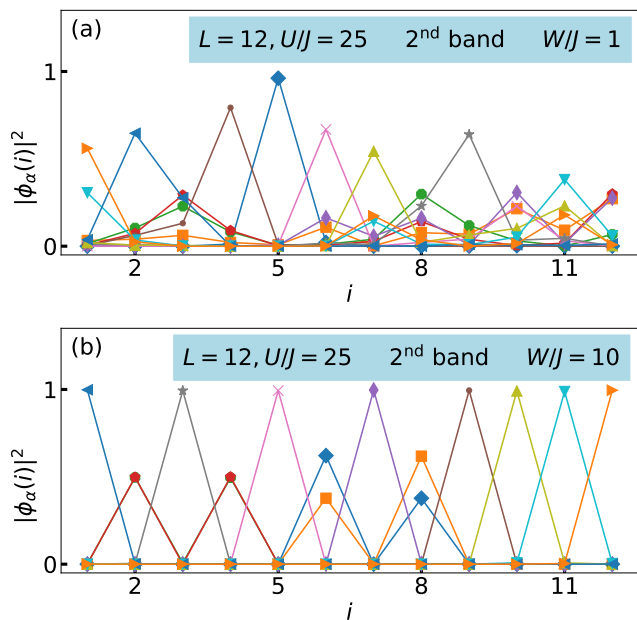 (a)
L = 12, U/J = 25 2nd band W/J = 1
1
|ϕα(i)|²
0
2 5 8 11
i
(b)
L = 12, U/J = 25 2nd band W/J = 10
1
|ϕα(i)|²
0
2 5 8 11
i